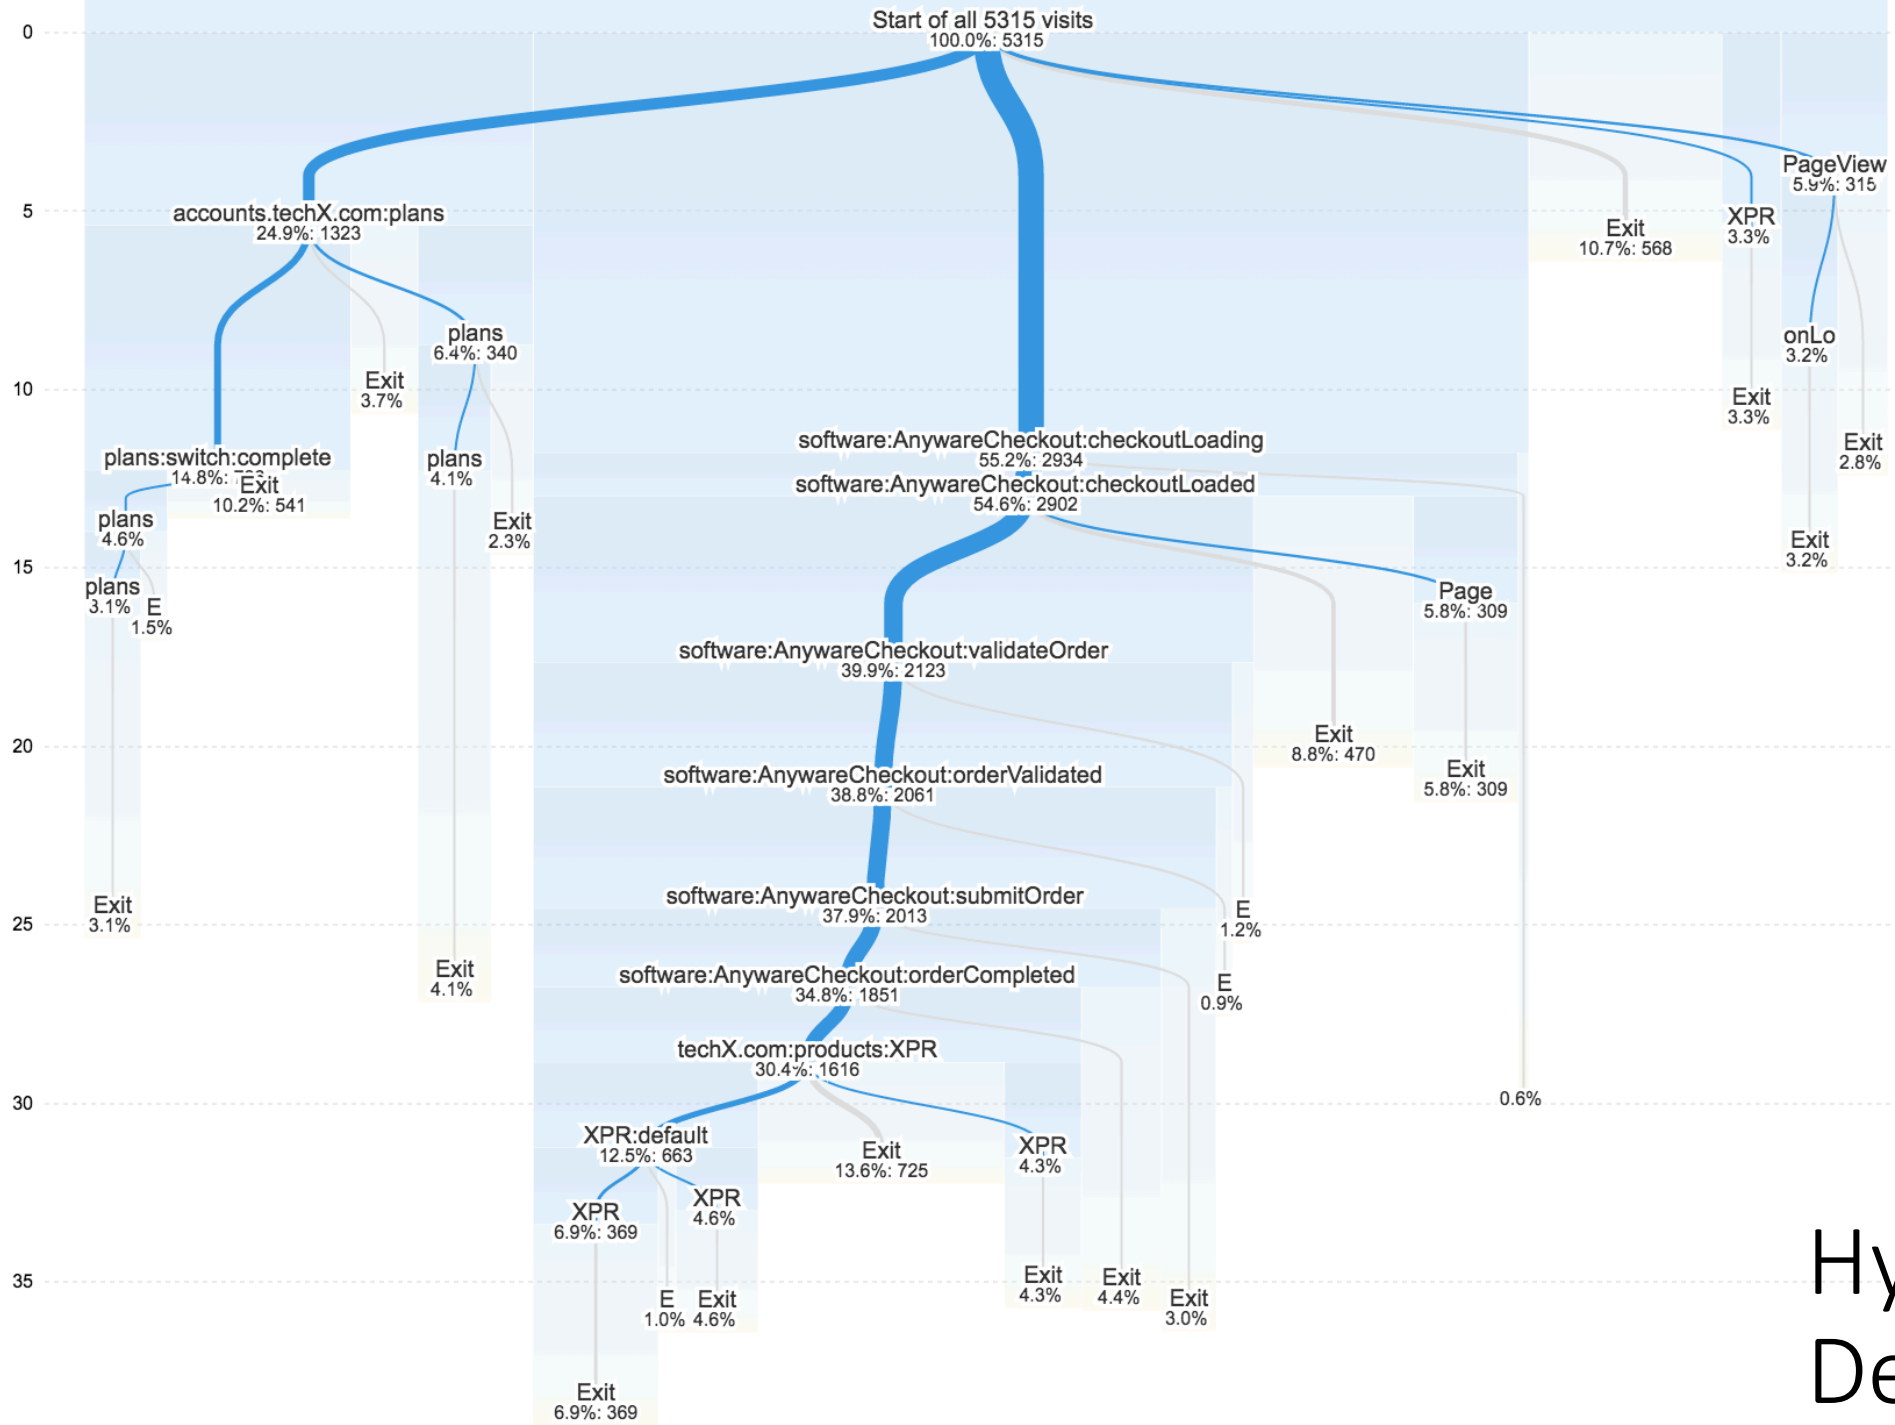 Start of all 5315 visits
100.0%: 5315
0
PageView
5.9%: 315
5
accounts.techX.com:plans
24.9%: 1323
Exit
10.7%: 568
XPR
3.3%
plans
6.4%: 340
onLo
3.2%
10
Exit
3.7%
Exit
3.3%
software:AnywareCheckout:checkoutLoading
55.2%: 2934
Exit
2.8%
plans:switch:complete
14.8%:
Exit
10.2%: 541
plans
4.1%
software:AnywareCheckout:checkoutLoaded
54.6%: 2902
plans
4.6%
Exit
2.3%
Exit
3.2%
15
plans
3.1%
E
1.5%
Page
5.8%: 309
software:AnywareCheckout:validateOrder
39.9%: 2123
20
Exit
8.8%: 470
software:AnywareCheckout:orderValidated
38.8%: 2061
Exit
5.8%: 309
software:AnywareCheckout:submitOrder
37.9%: 2013
Exit
3.1%
E
1.2%
25
Exit
4.1%
software:AnywareCheckout:orderCompleted
34.8%: 1851
E
0.9%
techX.com:products:XPR
30.4%: 1616
30
0.6%
XPR:default
12.5%: 663
Exit
13.6%: 725
XPR
4.3%
XPR
6.9%: 369
XPR
4.6%
35
E
1.0%
Exit
4.6%
Exit
4.3%
Exit
4.4%
Exit
3.0%
Exit
6.9%: 369
Hy
De